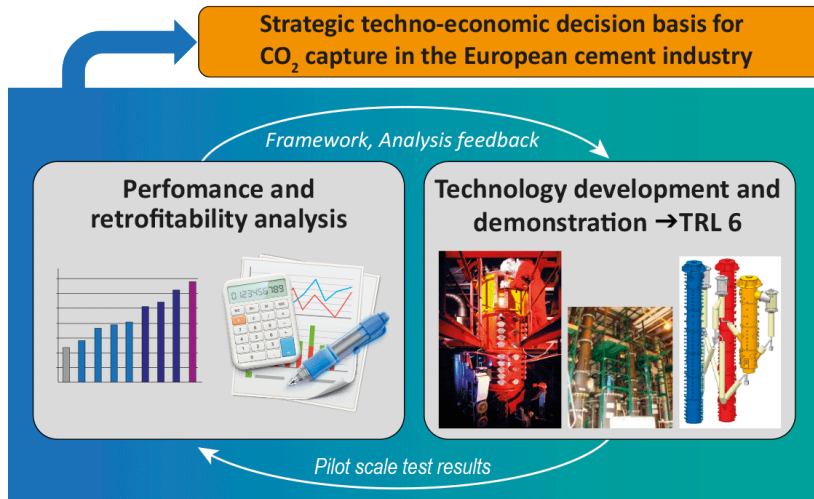 Strategic techno-economic decision basis for
CO₂ capture in the European cement industry
Framework, Analysis feedback
Perfomance and
retrofitability analysis
Technology development and
demonstration ➔TRL 6
0123456789
Pilot scale test results